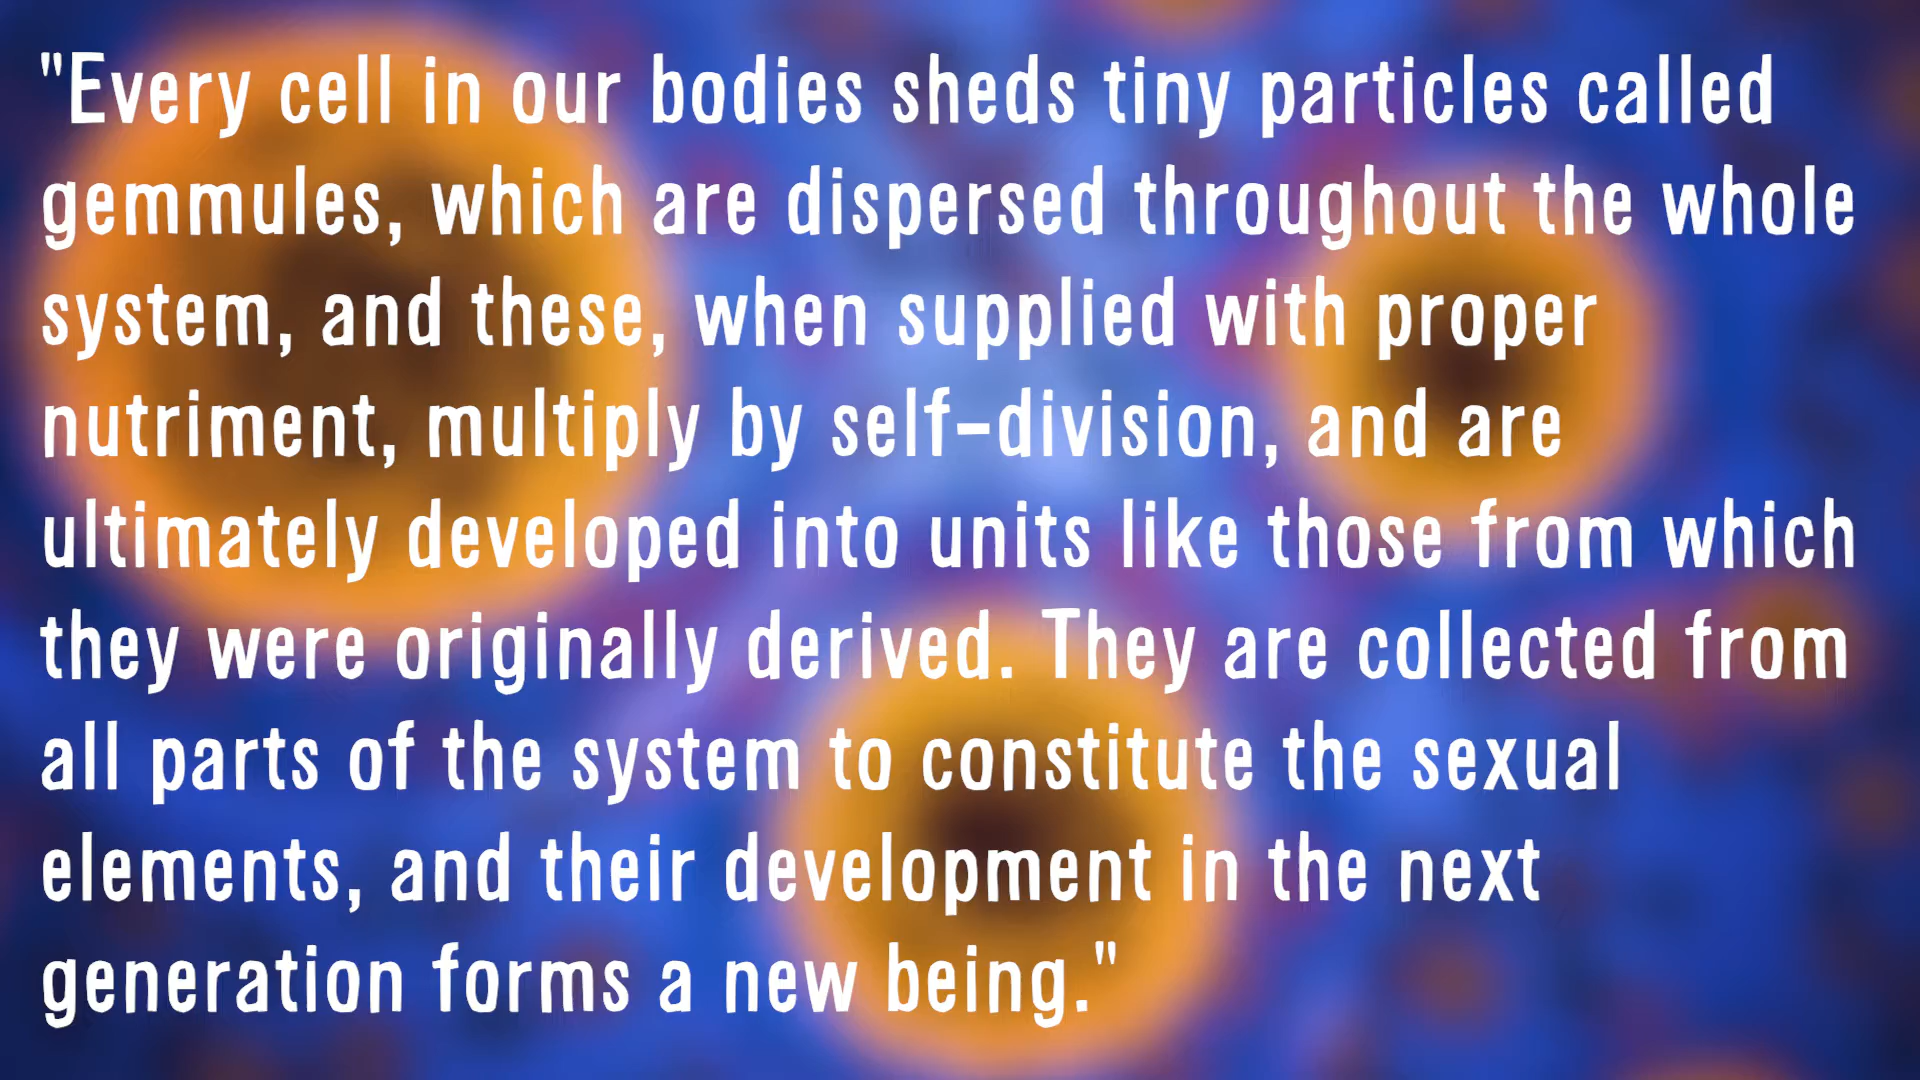 "Every cell in our bodies sheds tiny particles called
gemmules, which are dispersed throughout the whole
system, and these, when supplied with proper
nutriment, multiply by self-division, and are
ultimately developed into units like those from which
they were originally derived. They are collected from
all parts of the system to constitute the sexual
elements, and their development in the next
generation forms a new being."